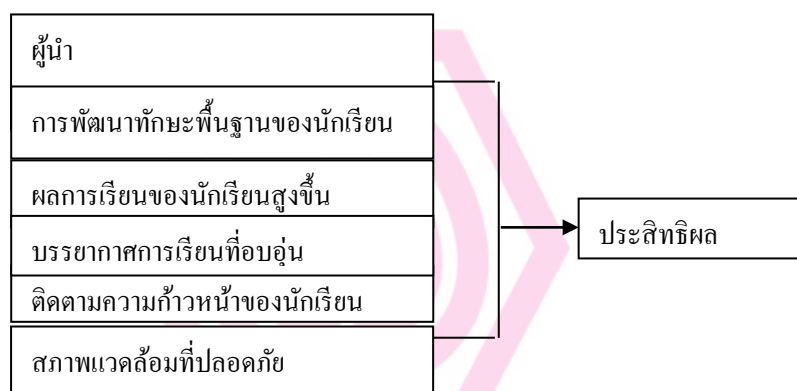 ผู้นำ
การพัฒนาทักษะพื้นฐานของนักเรียน
ผลการเรียนของนักเรียนสูงขึ้น
บรรยากาศการเรียนที่อบอุ่น
ติดตามความก้าวหน้าของนักเรียน
สภาพแวดล้อมที่ปลอดภัย
ประสิทธิผล